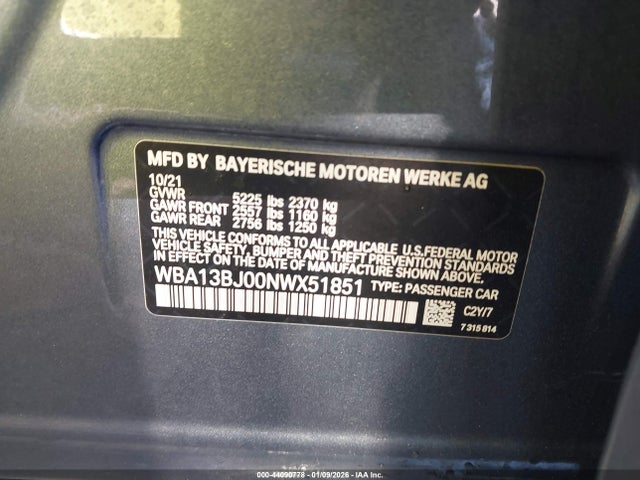 MFD BY BAYERISCHE MOTOREN WERKE AG
10/21
GVWR 5225 lbs 2370 kg
GAWR FRONT 2557 lbs 1160 kg
GAWR REAR 2756 lbs 1250 kg
THIS VEHICLE CONFORMS TO ALL APPLICABLE U.S.FEDERAL MOTOR
VEHICLE SAFETY, BUMPER AND THEFT PREVENTION STANDARDS
IN EFFECT ON THE DATE OF MANUFACTURE SHOWN ABOVE.
WBA13BJ00NWX51851 TYPE: PASSENGER CAR
C2Y/7
7 315 814
000-44090778 - 01/09/2026 - IAA Inc.